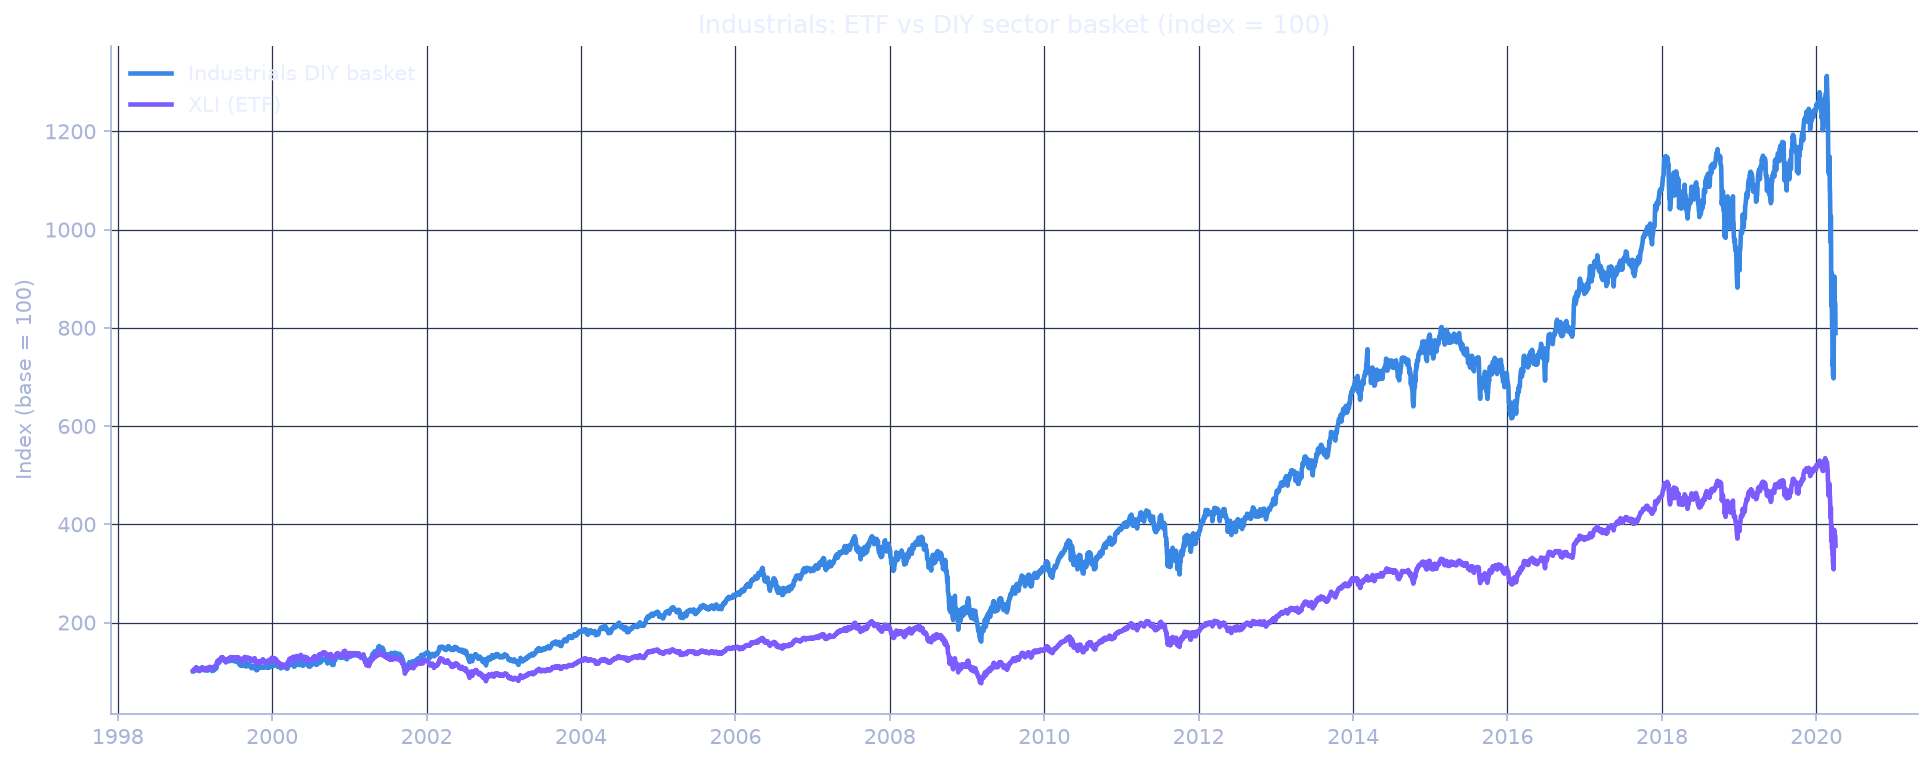 Industrials: ETF vs DIY sector basket (index = 100)
Industrials DIY basket
XLI (ETF)
Index (base = 100)
1200
1000
800
600
400
200
1998 2000 2002 2004 2006 2008 2010 2012 2014 2016 2018 2020